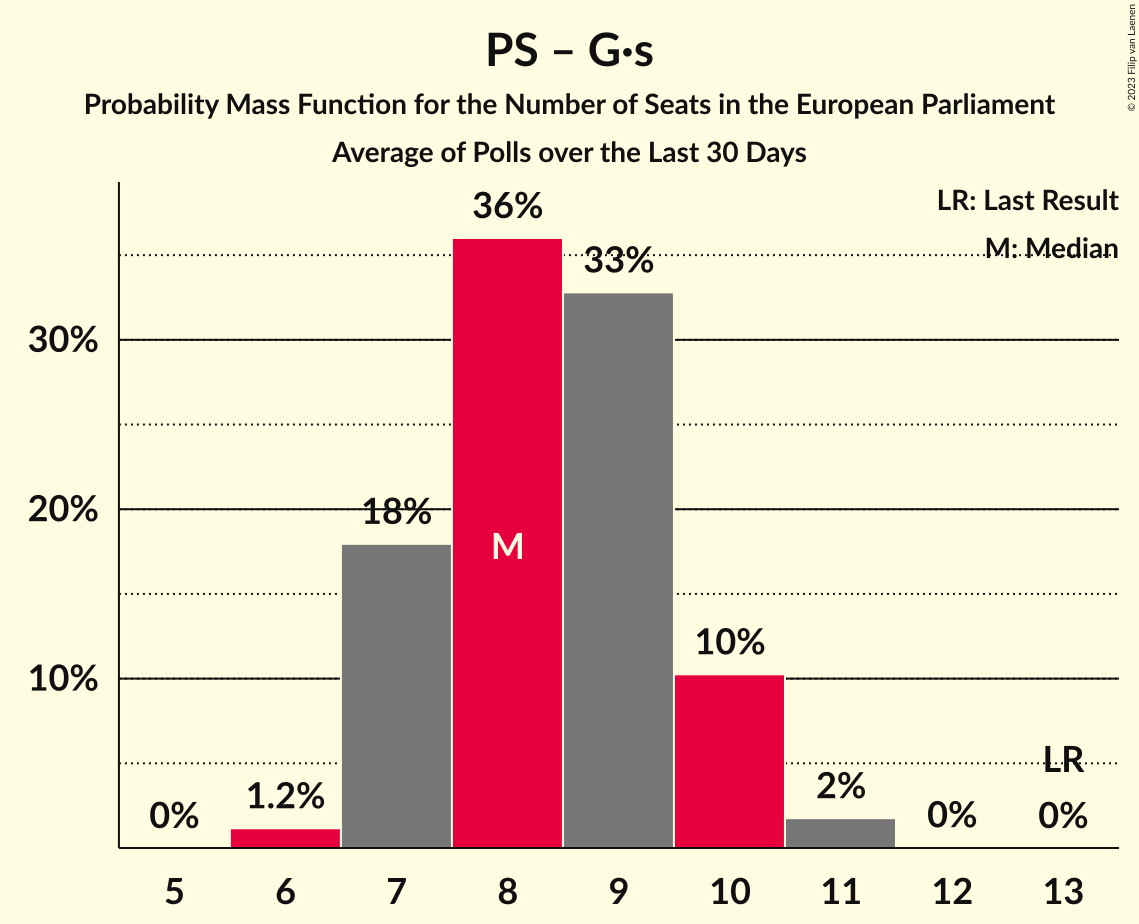 PS – G·s
Probability Mass Function for the Number of Seats in the European Parliament
Average of Polls over the Last 30 Days
© 2023 Filip van Laenen
LR: Last Result
M: Median
36%
33%
30%
20%
18%
M
10%
10%
LR
0%
1.2%
2%
0%
0%
5 6 7 8 9 10 11 12 13